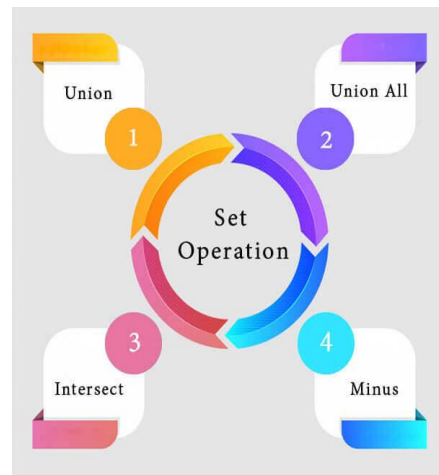 Union
1
Union All
2
Set
Operation
3
Intersect
4
Minus